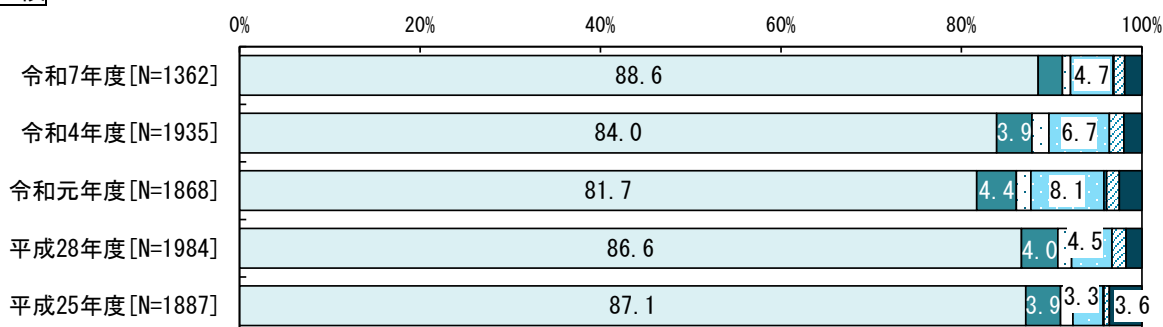 0% 20% 40% 60% 80% 100%
令和7年度[N=1362] 88.6 4.7
令和4年度[N=1935] 84.0 3.9 6.7
令和元年度[N=1868] 81.7 4.4 8.1
平成28年度[N=1984] 86.6 4.0 4.5
平成25年度[N=1887] 87.1 3.9 3.3 3.6